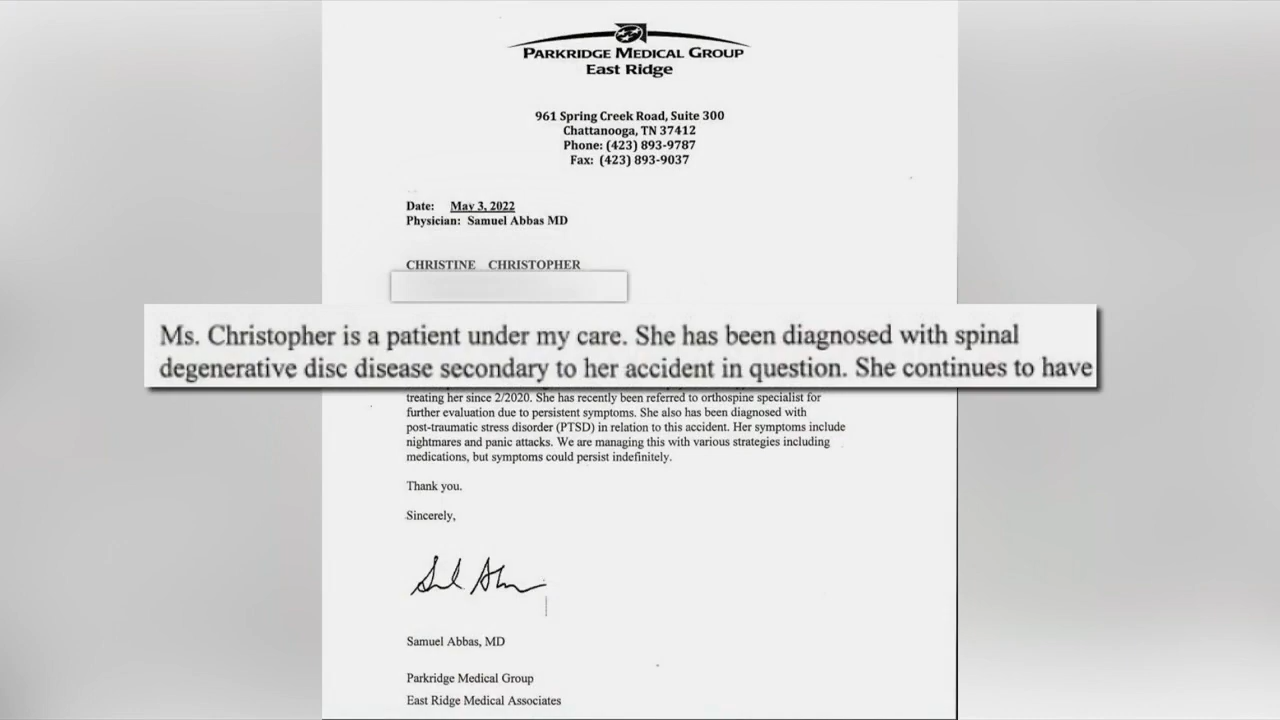 PARKRIDGE MEDICAL GROUP
East Ridge
961 Spring Creek Road, Suite 300
Chattanooga, TN 37412
Phone: (423) 893-9787
Fax: (423) 893-9037
Date: May 3, 2022
Physician: Samuel Abbas MD
CHRISTINE CHRISTOPHER
Ms. Christopher is a patient under my care. She has been diagnosed with spinal
degenerative disc disease secondary to her accident in question. She continues to have
treating her since 2/2020. She has recently been referred to orthospine specialist for
further evaluation due to persistent symptoms. She also has been diagnosed with
post-traumatic stress disorder (PTSD) in relation to this accident. Her symptoms include
nightmares and panic attacks. We are managing this with various strategies including
medications, but symptoms could persist indefinitely.
Thank you.
Sincerely,
Samuel Abbas, MD
Parkridge Medical Group
East Ridge Medical Associates